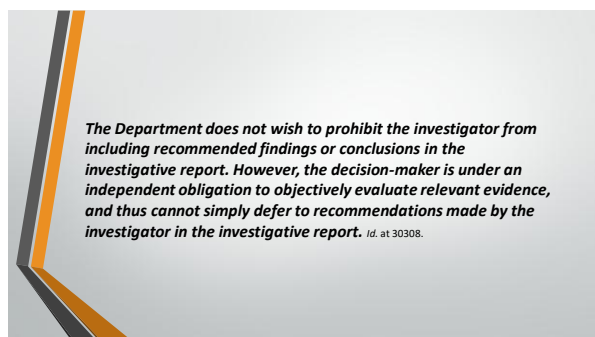 The Department does not wish to prohibit the investigator from
including recommended findings or conclusions in the
investigative report. However, the decision-maker is under an
independent obligation to objectively evaluate relevant evidence,
and thus cannot simply defer to recommendations made by the
investigator in the investigative report. Id. at 30308.